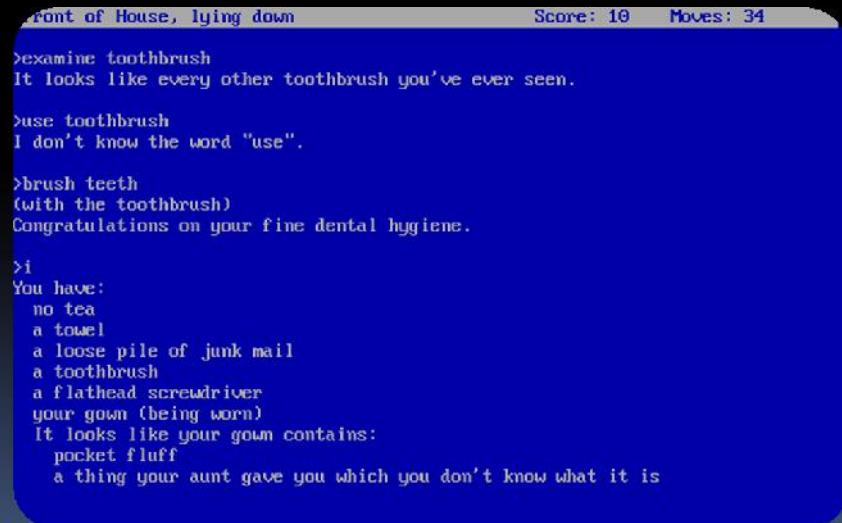 ront of House, lying down Score: 10 Moves: 34
>examine toothbrush
It looks like every other toothbrush you've ever seen.
>use toothbrush
I don't know the word "use".
>brush teeth
(with the toothbrush)
Congratulations on your fine dental hygiene.
>i
You have:
no tea
a towel
a loose pile of junk mail
a toothbrush
a flathead screwdriver
your gown (being worn)
It looks like your gown contains:
pocket fluff
a thing your aunt gave you which you don't know what it is